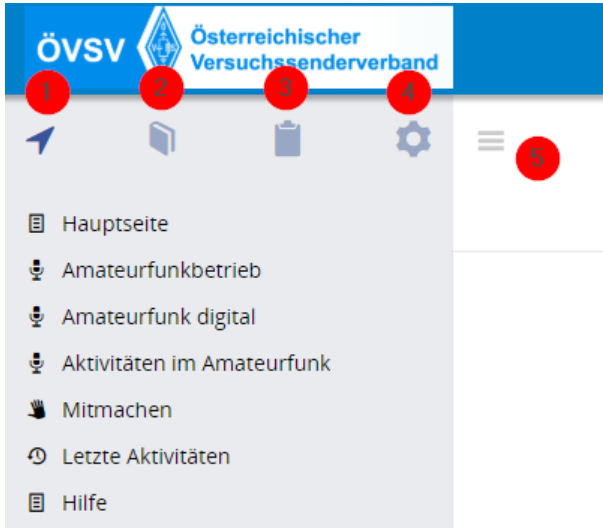 ÖVSV Österreichischer
Versuchssenderverband
1 2 3 4
5
Hauptseite
Amateurfunkbetrieb
Amateurfunk digital
Aktivitäten im Amateurfunk
Mitmachen
Letzte Aktivitäten
Hilfe